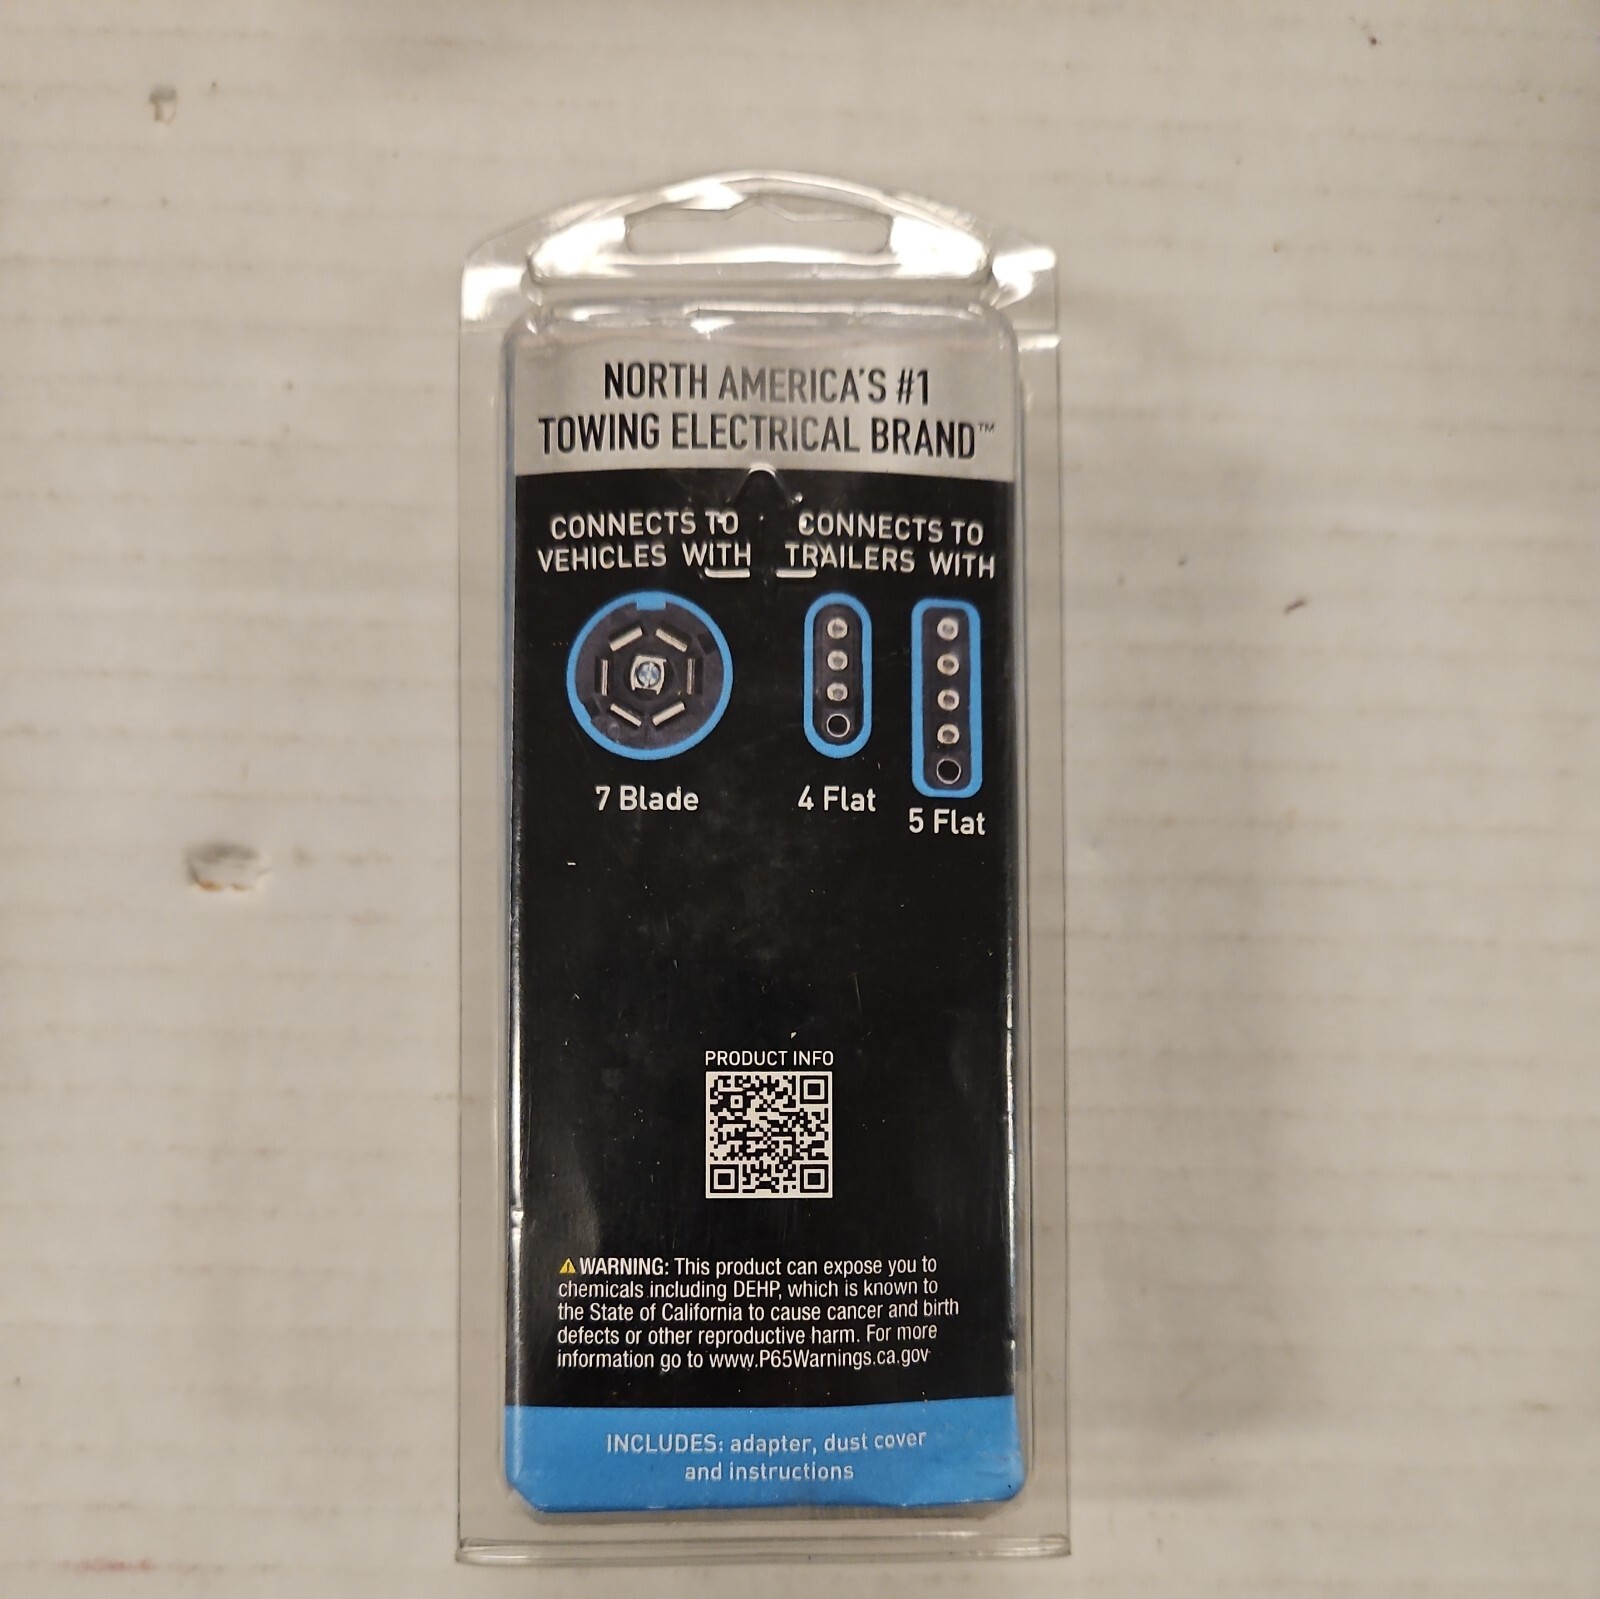 NORTH AMERICA'S #1
TOWING ELECTRICAL BRAND™
CONNECTS TO
VEHICLES WITH
CONNECTS TO
TRAILERS WITH
7 Blade
4 Flat
5 Flat
PRODUCT INFO
⚠ WARNING: This product can expose you to
chemicals including DEHP, which is known to
the State of California to cause cancer and birth
defects or other reproductive harm. For more
information go to www.P65Warnings.ca.gov
INCLUDES: adapter, dust cover
and instructions